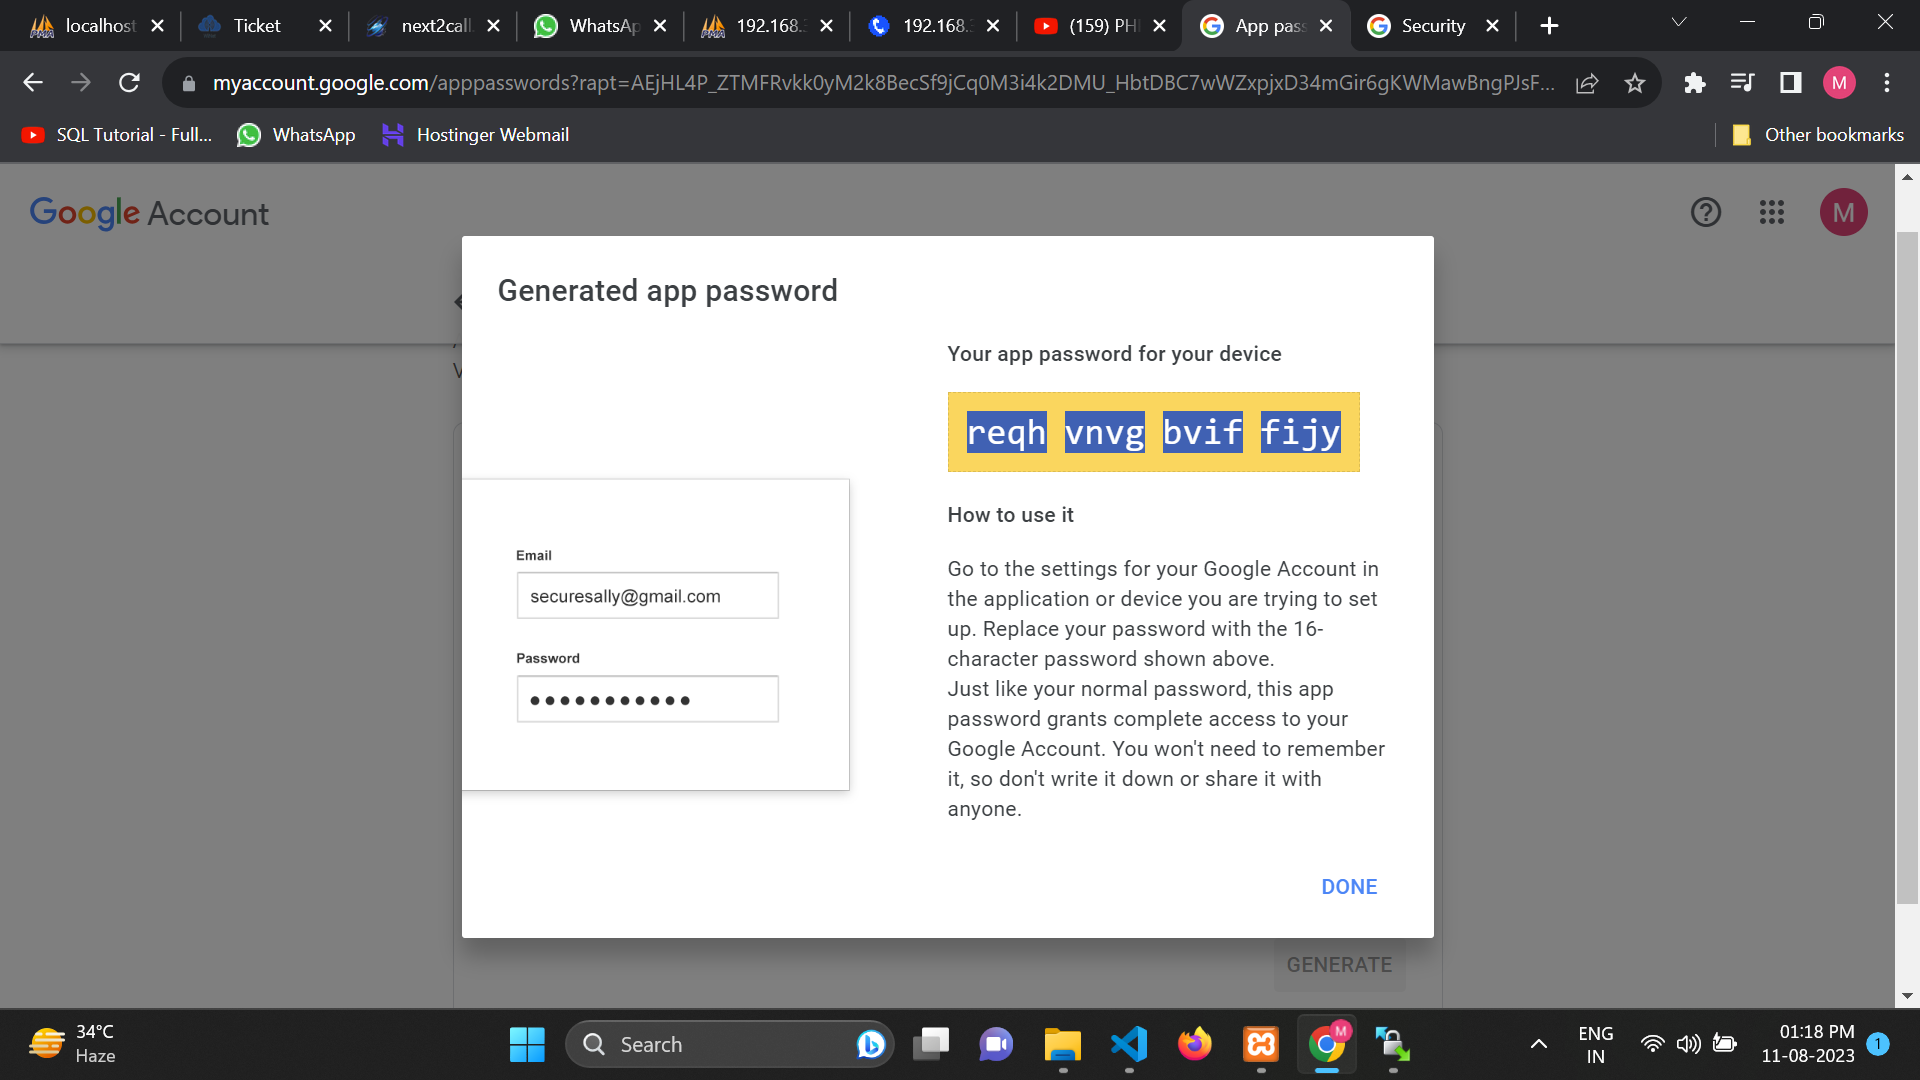 localhost
Ticket
next2call.
WhatsAp
192.168.3
192.168.3
(159) PH
App pass
Security
myaccount.google.com/apppasswords?rapt=AEjHL4P_ZTMFRvkk0yM2k8BecSf9jCq0M3i4k2DMU_HbtDBC7wWZxpjxD34mGir6gKWMawBngPJsF...
M
SQL Tutorial - Full...
WhatsApp
Hostinger Webmail
Other bookmarks
Google Account
M
Generated app password
Your app password for your device
reqh vnvg bvif fijy
How to use it
Go to the settings for your Google Account in
the application or device you are trying to set
up. Replace your password with the 16-
character password shown above.
Just like your normal password, this app
password grants complete access to your
Google Account. You won't need to remember
it, so don't write it down or share it with
anyone.
Email
securesally@gmail.com
Password
DONE
GENERATE
34°C
Haze
Search
M
ENG
IN
01:18 PM
11-08-2023
1